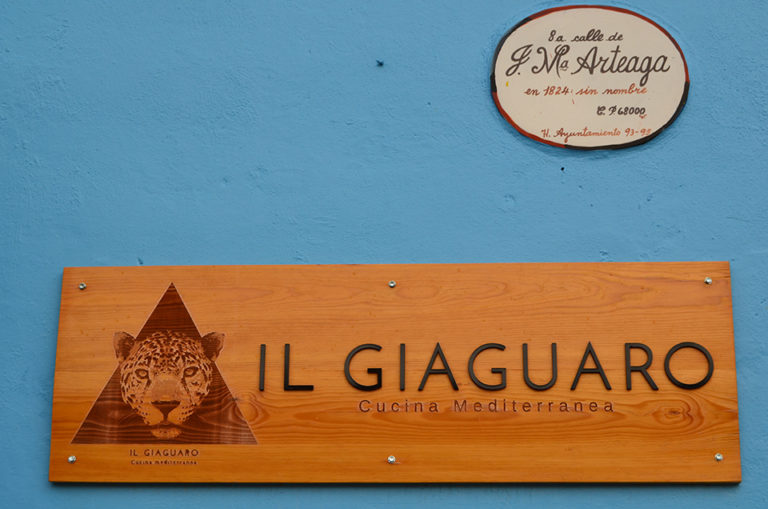 8a calle de
J. Ma Arteaga
en 1824: sin nombre
C. P. 68000
H. Ayuntamiento 93-95
IL GIAGUARO
Cucina Mediterranea
IL GIAGUARO
Cucina mediterranea